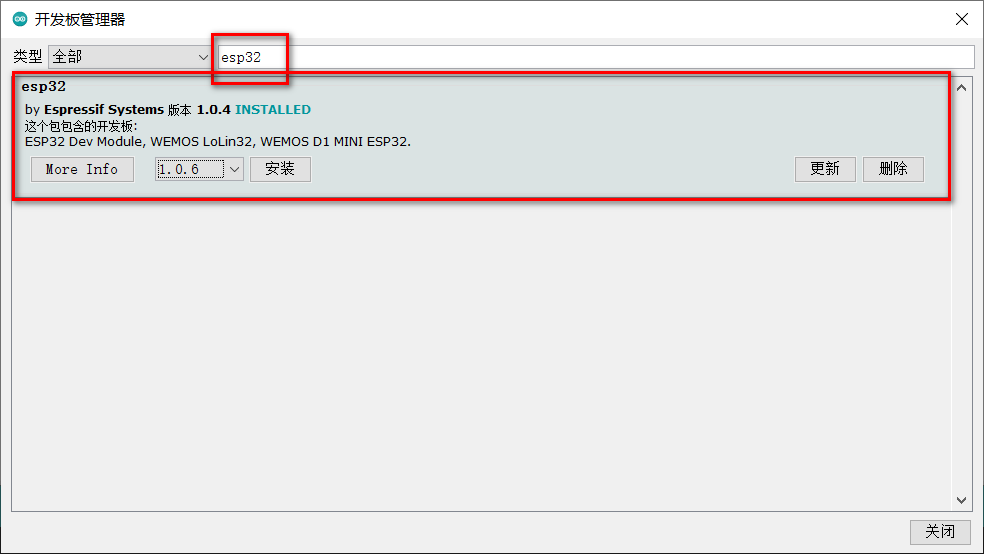 开发板管理器
类型 全部 esp32
esp32
by Espressif Systems 版本 1.0.4 INSTALLED
这个包包含的开发板:
ESP32 Dev Module, WEMOS LoLin32, WEMOS D1 MINI ESP32.
More Info 1.0.6 安装 更新 删除
关闭